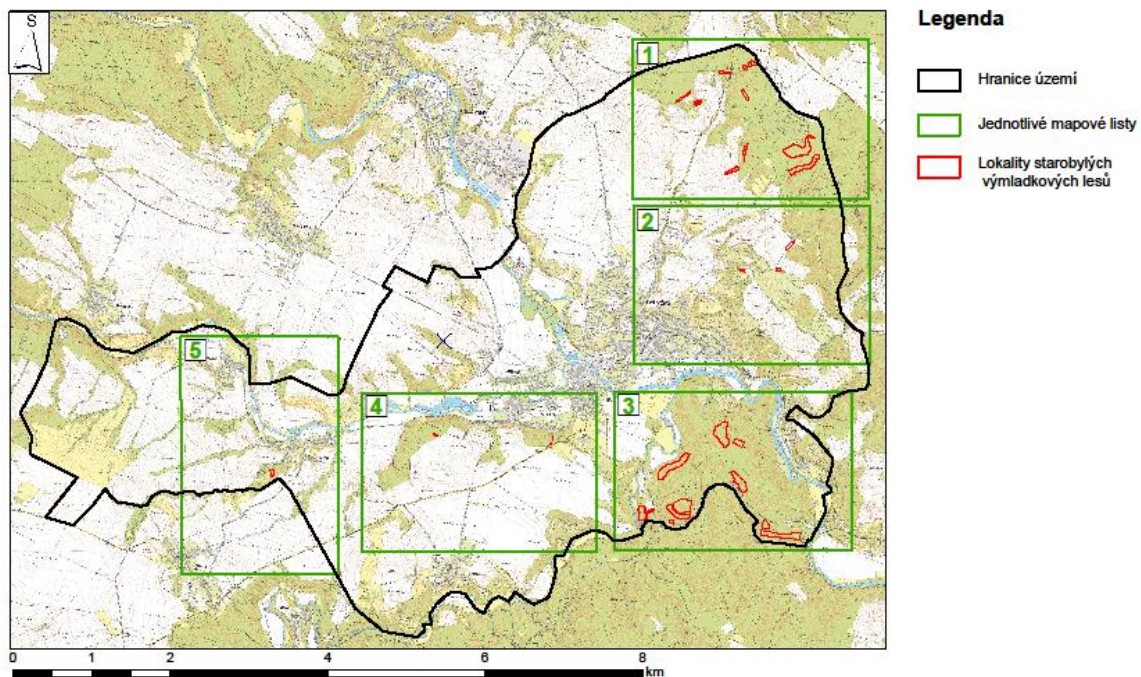 S
1
2
3
4
5
Legenda
Hranice území
Jednotlivé mapové listy
Lokality starobylých
výmladkových lesů
0 1 2 4 6 8
km